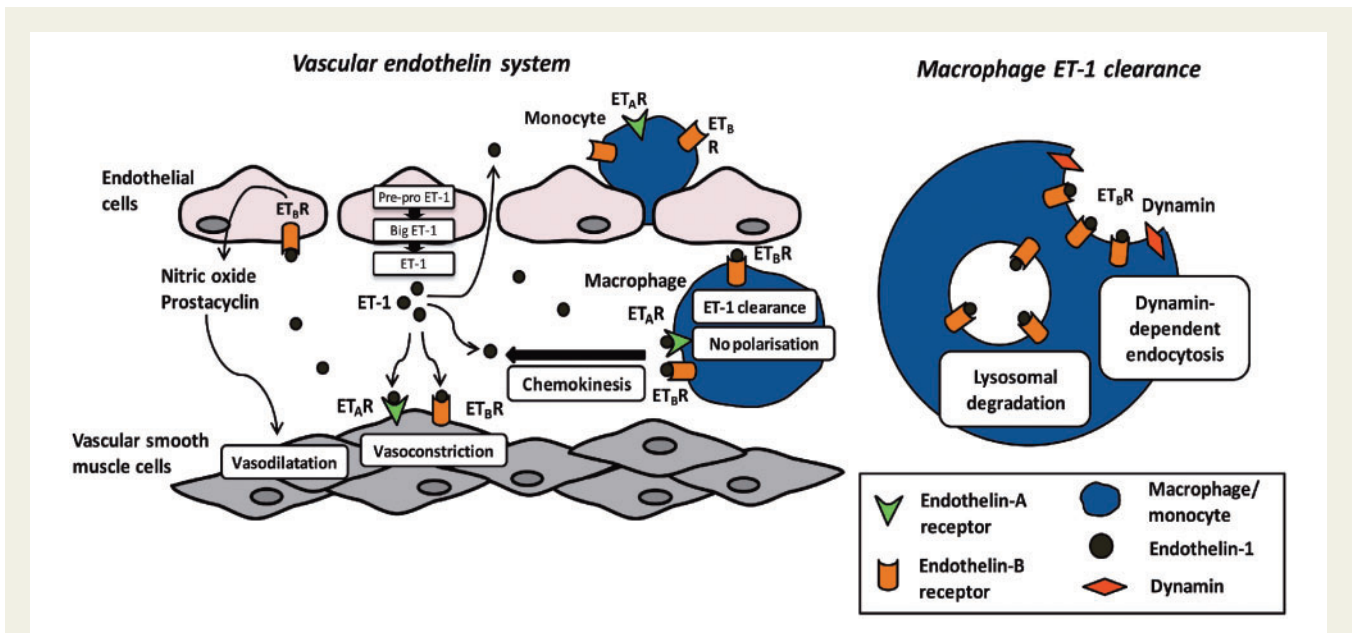 Vascular endothelin system
Macrophage ET-1 clearance
ETAR
Monocyte
ETB
R
Endothelial
cells
ETBR
Pre-pro ET-1
Big ET-1
ET-1
Nitric oxide
Prostacyclin
ET-1
ETBR
Macrophage
ET-1 clearance
ETAR
No polarisation
Chemokinesis
ETBR
ETAR
ETBR
Vascular smooth
muscle cells
Vasodilatation
Vasoconstriction
ETBR
Dynamin
Dynamin-
dependent
endocytosis
Lysosomal
degradation
Endothelin-A
receptor
Endothelin-B
receptor
Macrophage/
monocyte
Endothelin-1
Dynamin